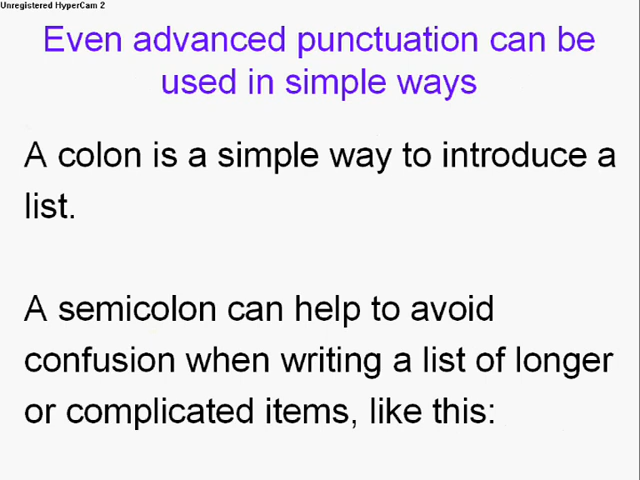 Unregistered HyperCam 2
Even advanced punctuation can be
used in simple ways
A colon is a simple way to introduce a
list.
A semicolon can help to avoid
confusion when writing a list of longer
or complicated items, like this: